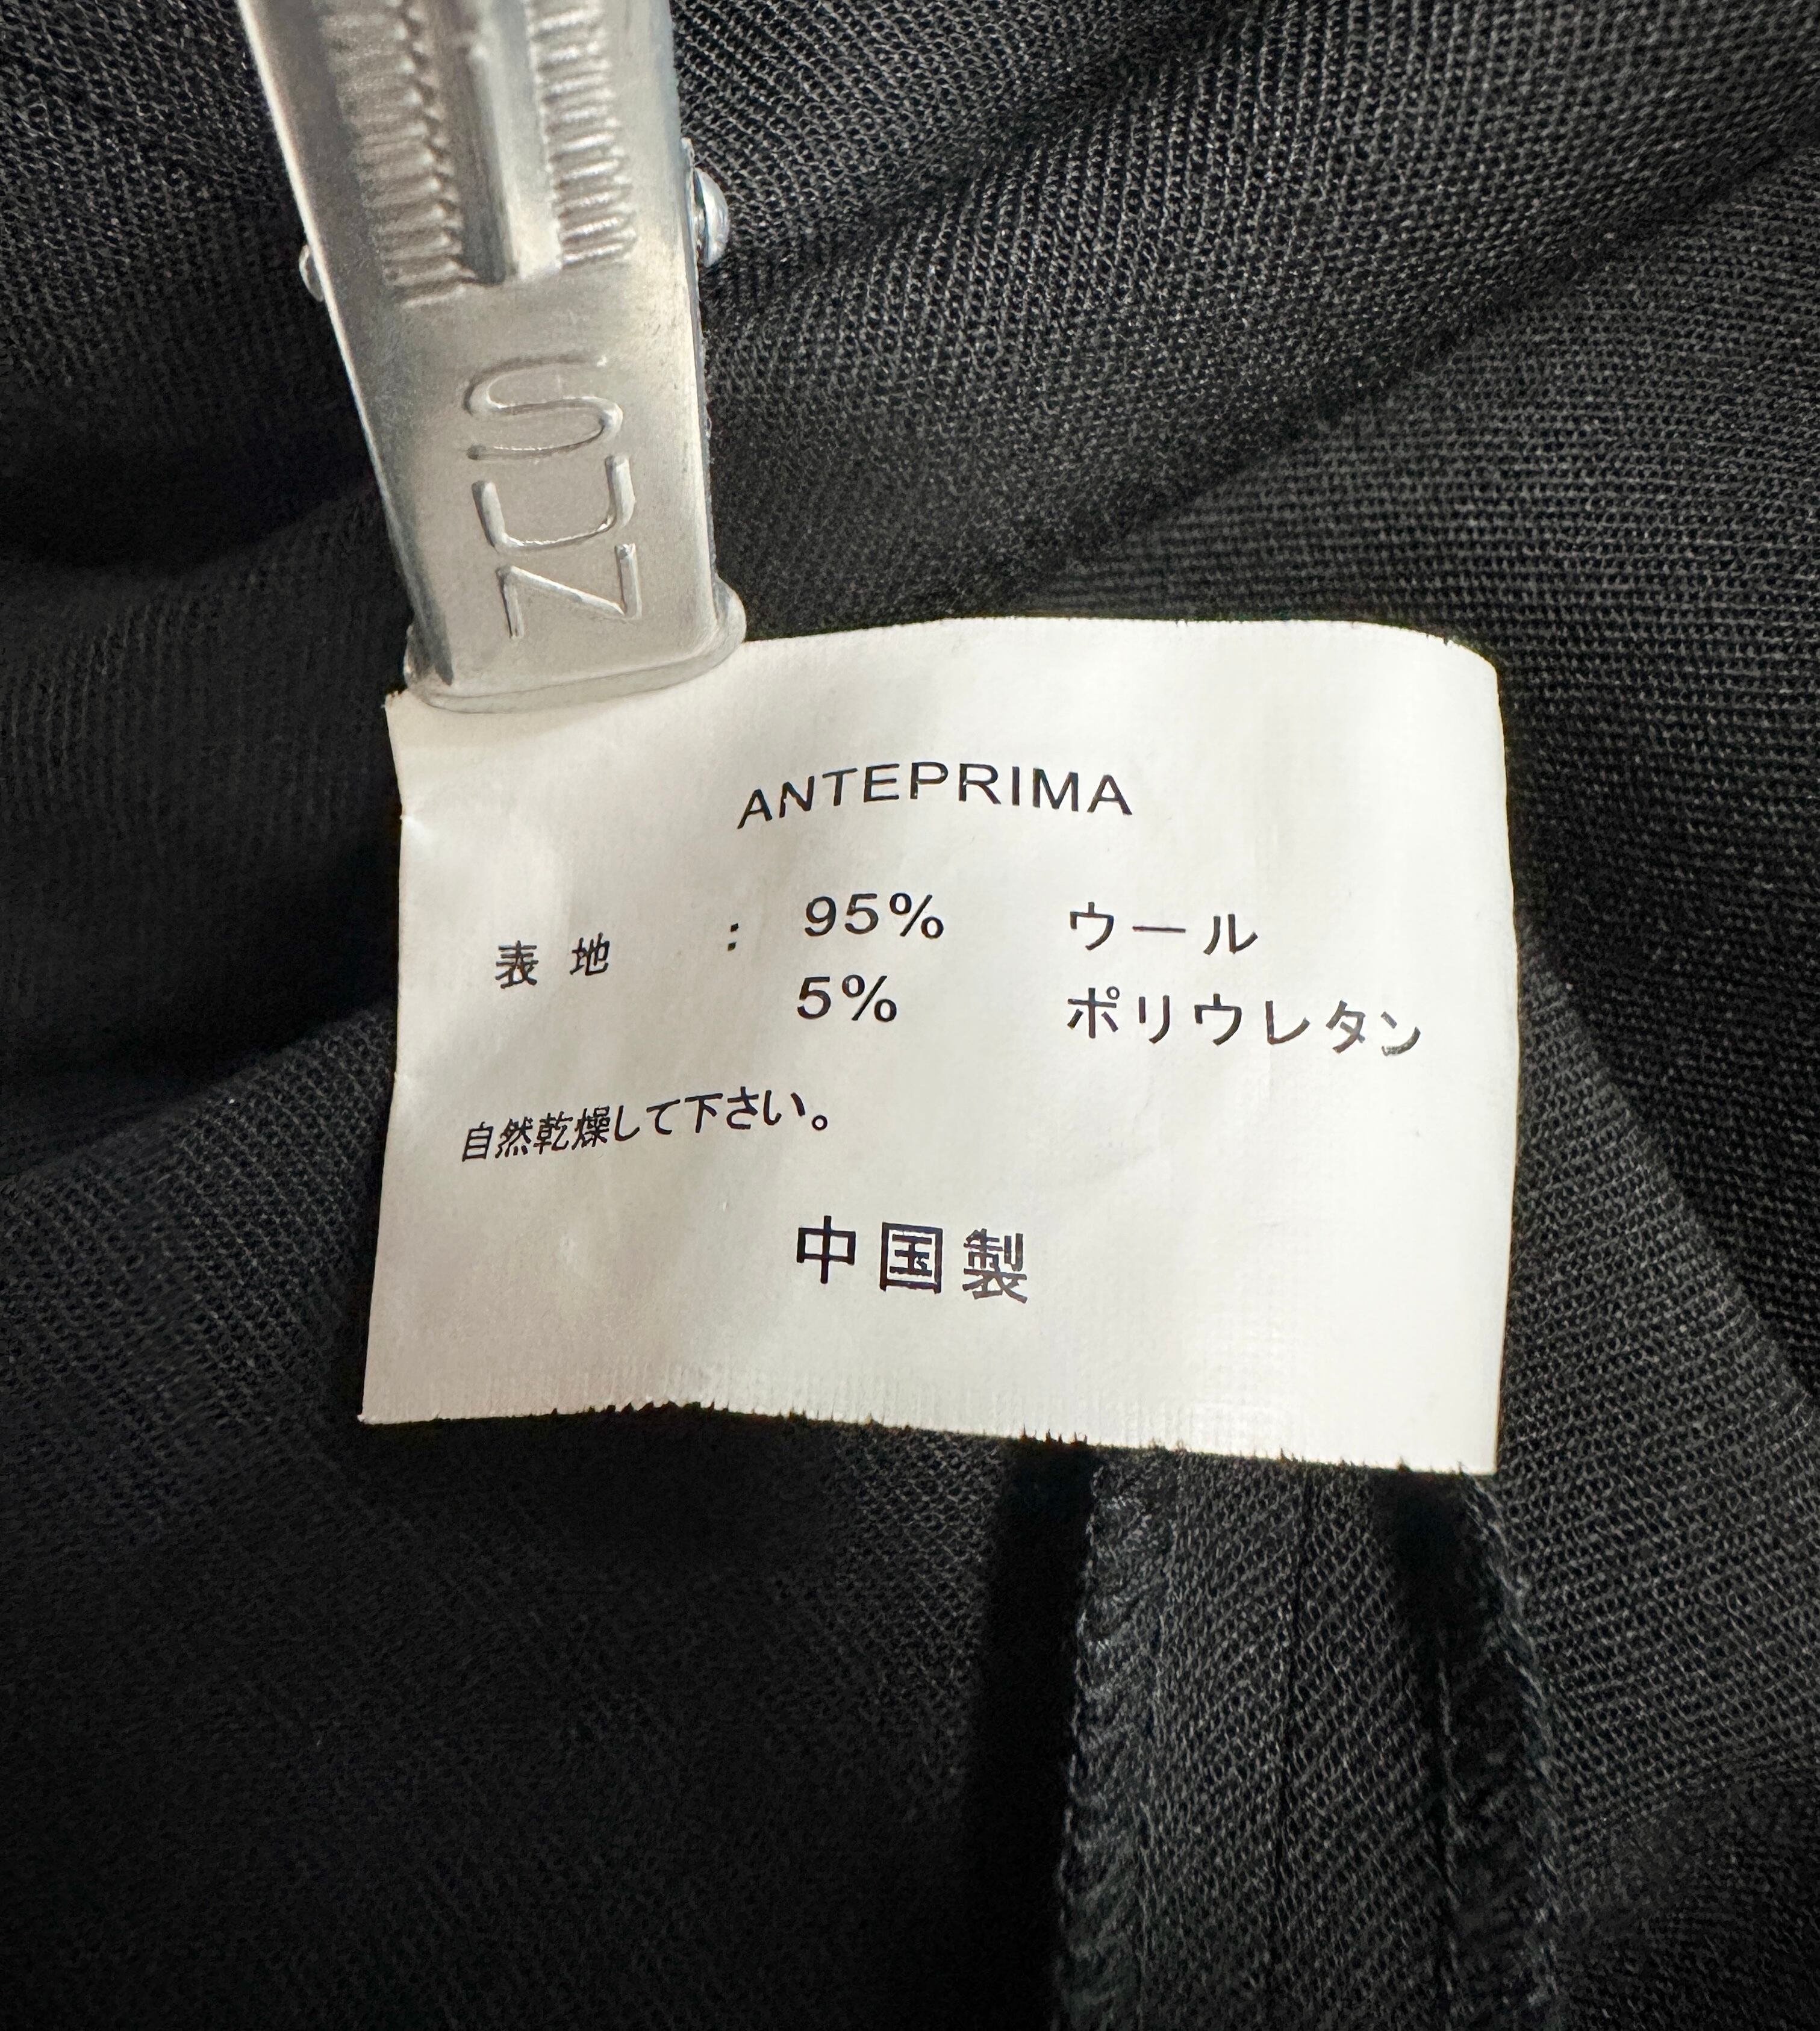 SUN
ANTEPRIMA
表地 : 95% ウール
5% ポリウレタン
自然乾燥して下さい。
中国製